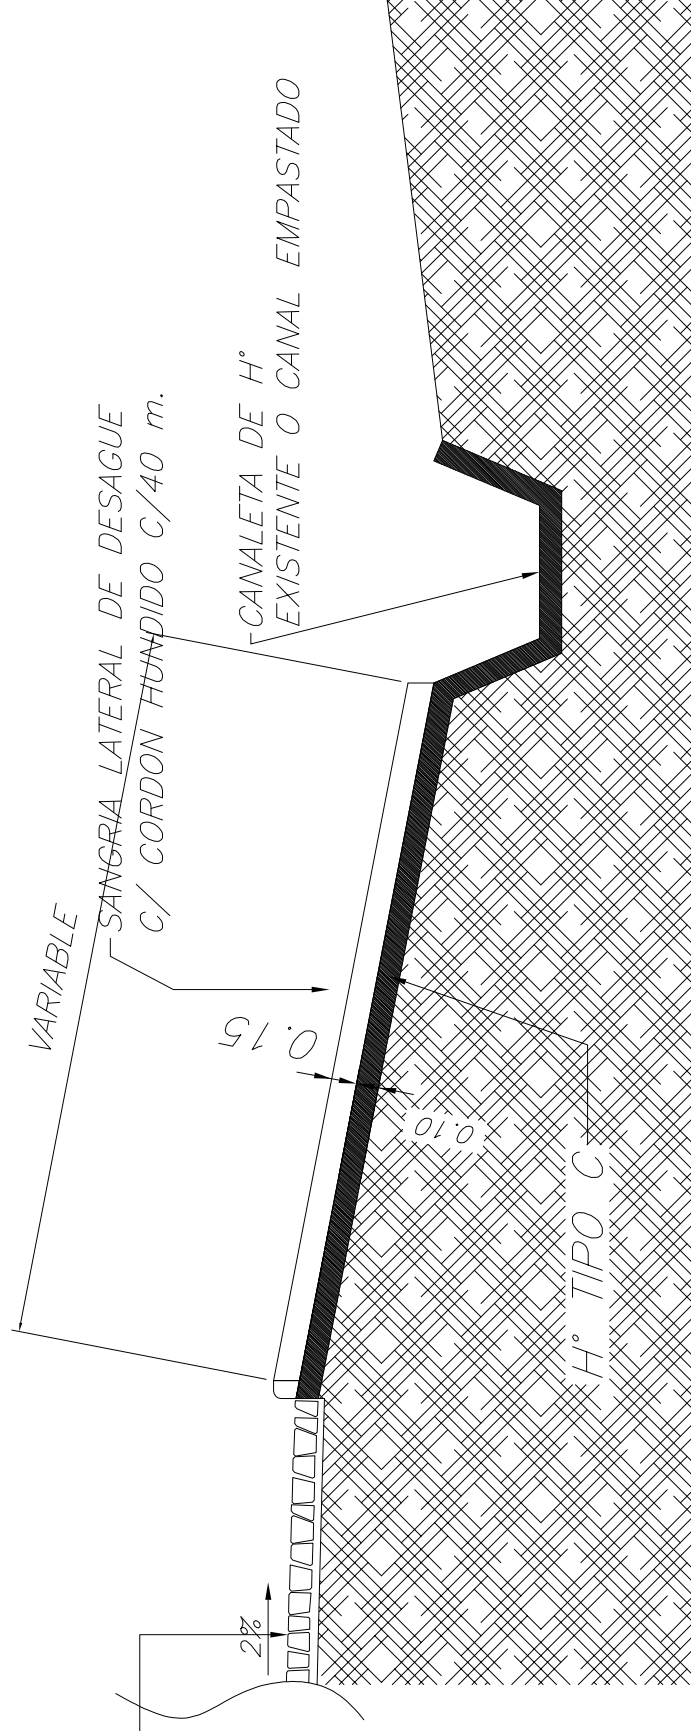 VARIABLE
SANGRIA LATERAL DE DESAGUE
C/ CORDON HUNDIDO C/40 m.
CANALETA DE H°
EXISTENTE O CANAL EMPASTADO
0.15
0.10
H° TIPO C
2%